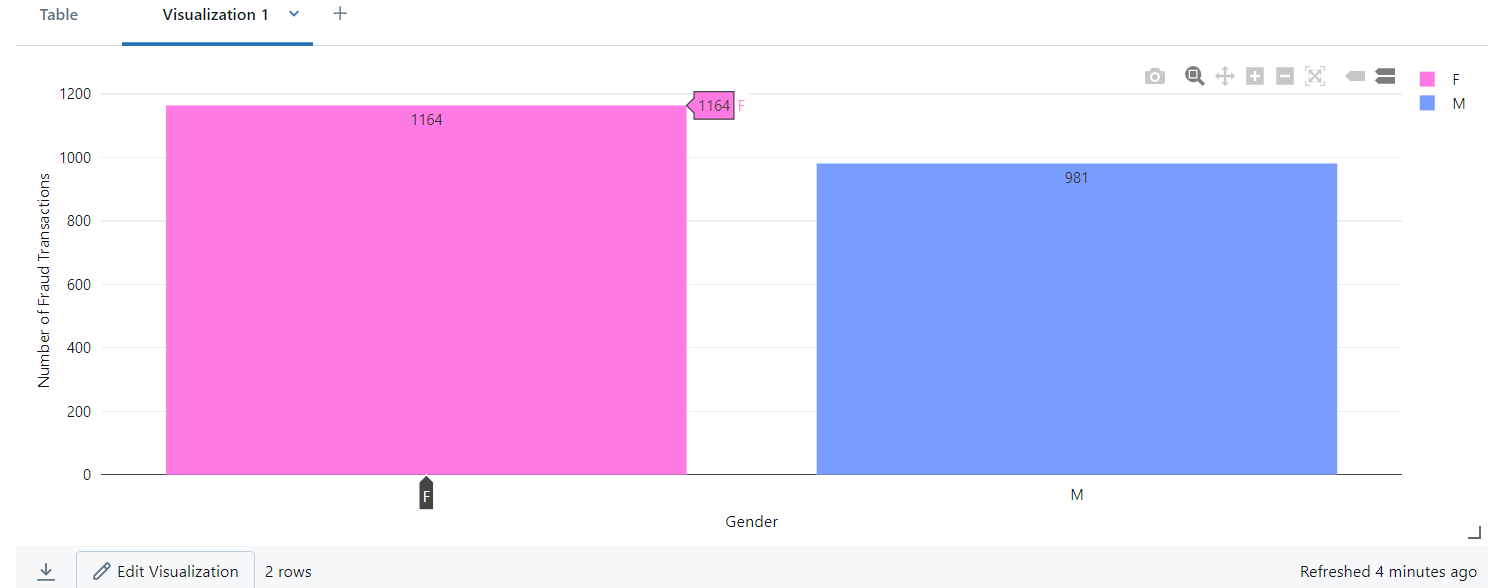 Table
Visualization 1
1200
1000
800
600
400
200
0
Number of Fraud Transactions
1164
1164 F
981
F
M
Gender
F
M
Edit Visualization
2 rows
Refreshed 4 minutes ago